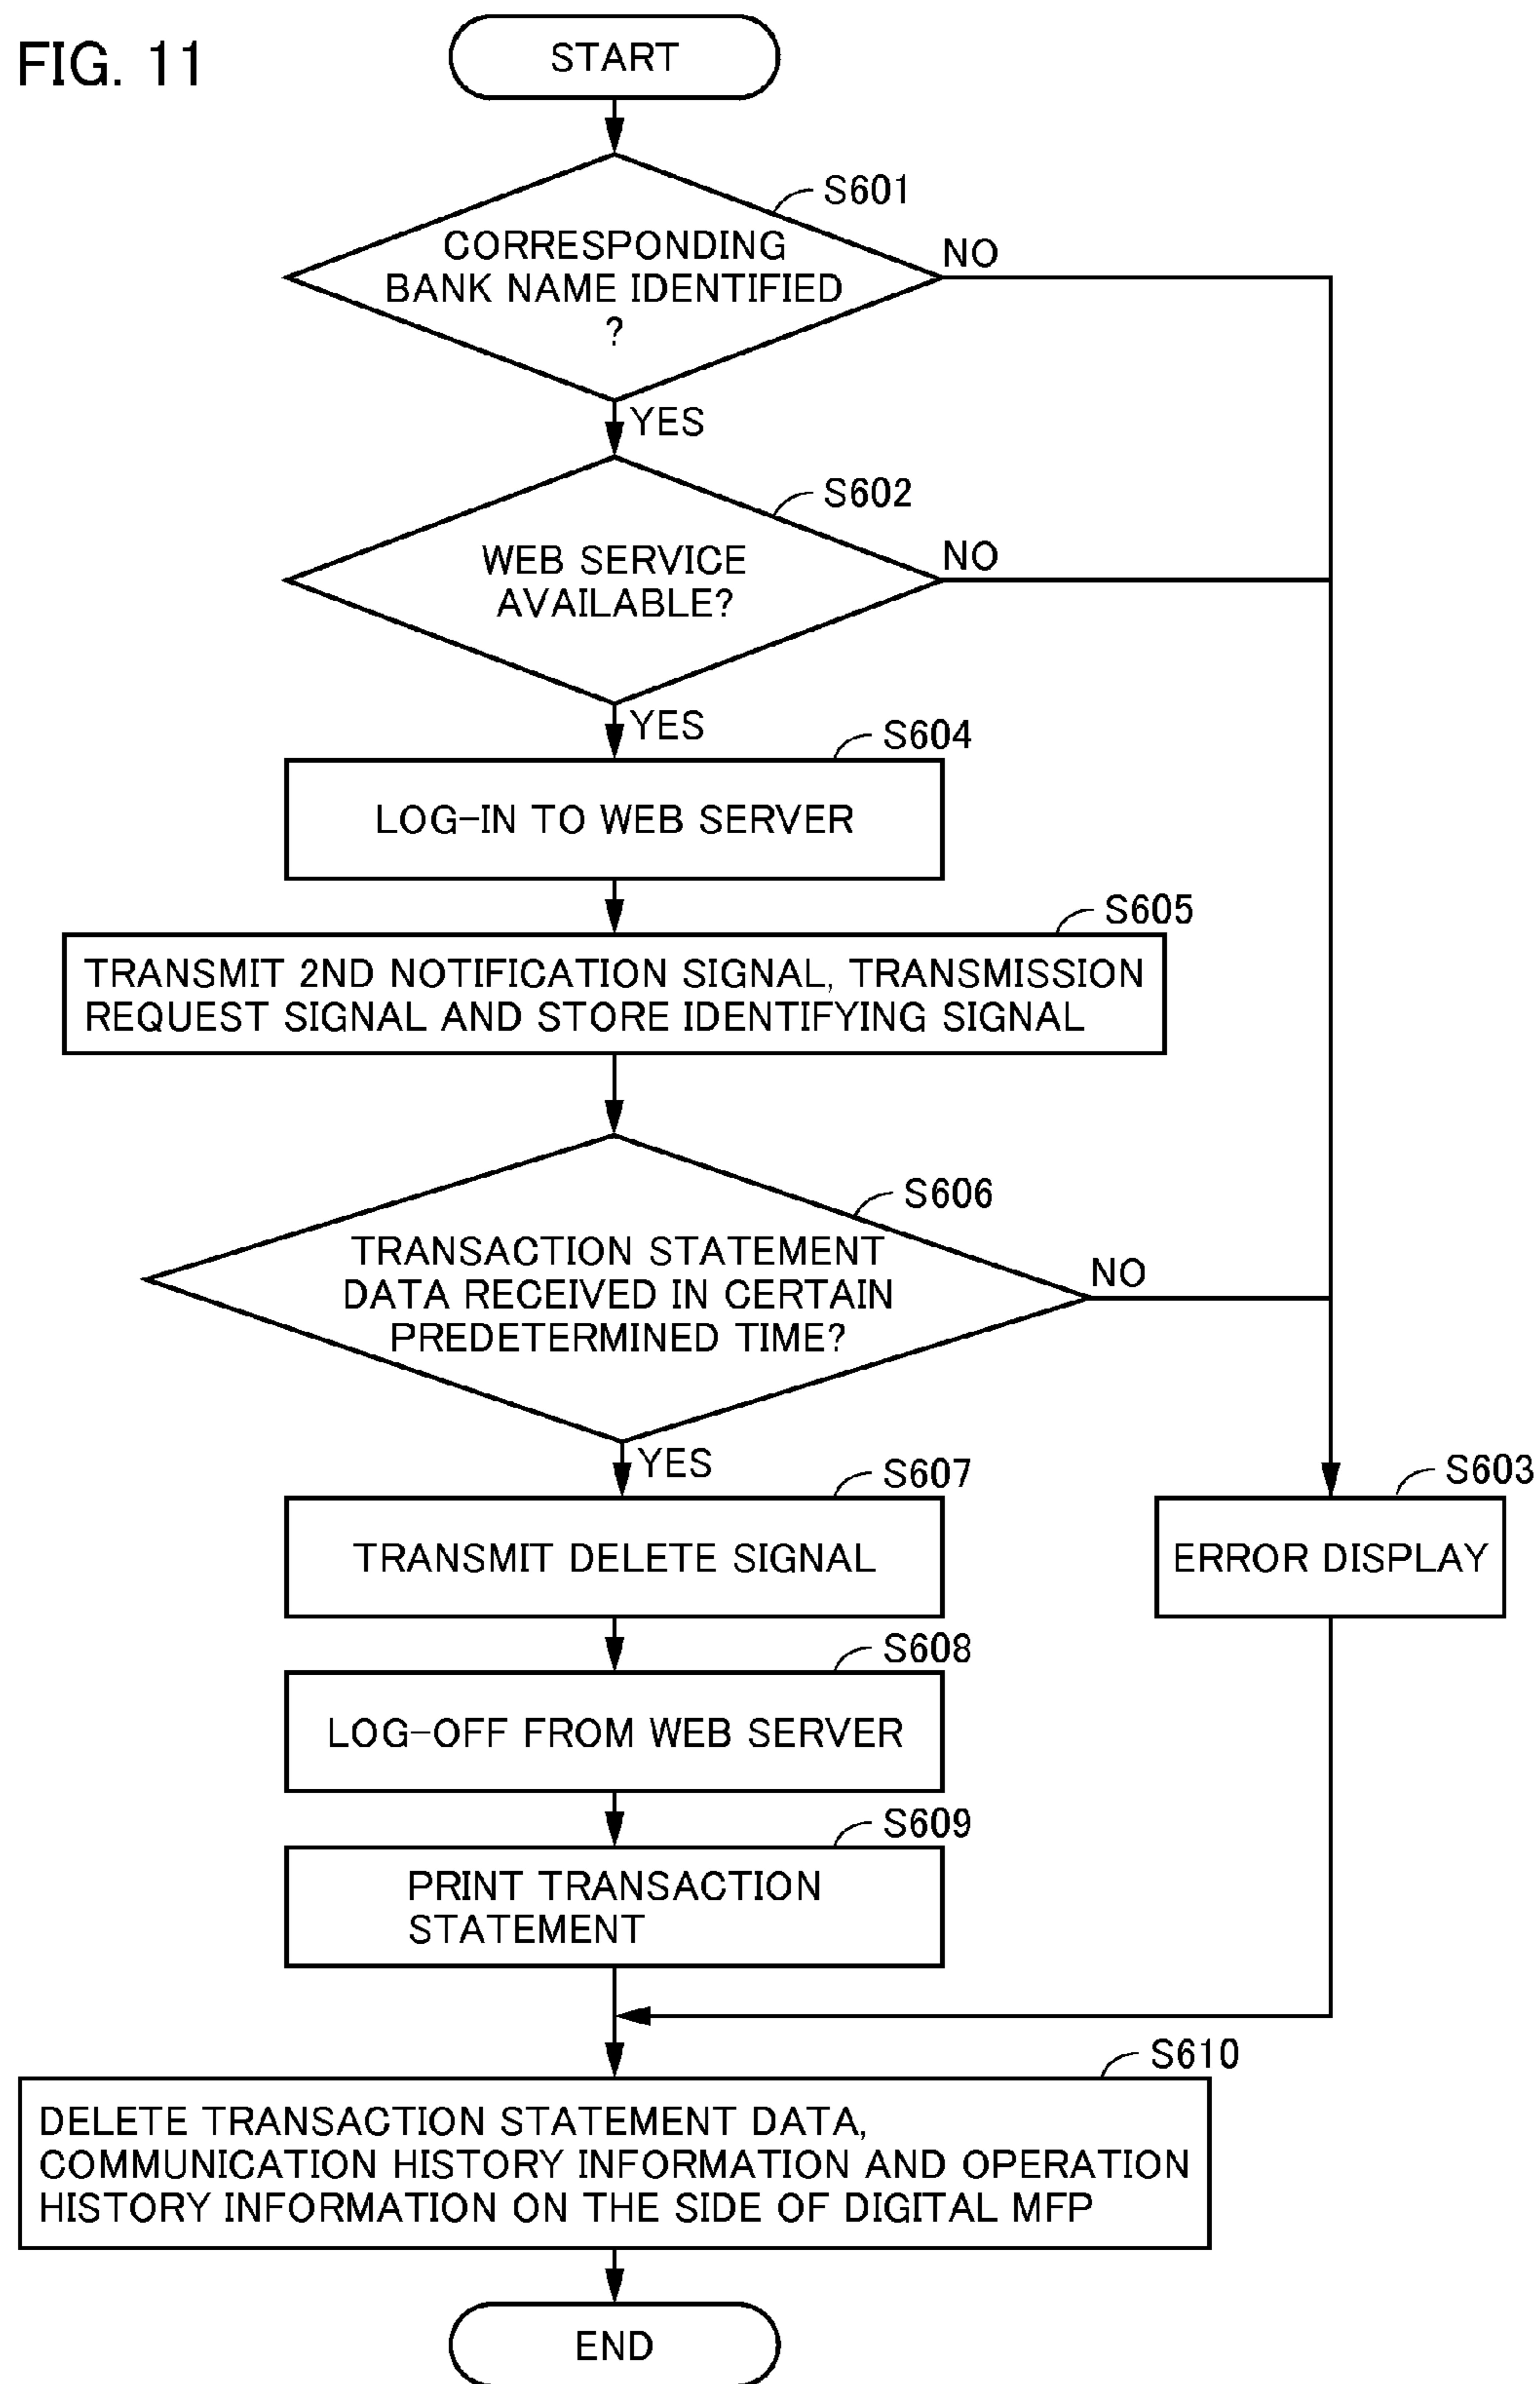 FIG. 11
START
S601
CORRESPONDING
BANK NAME IDENTIFIED
?
NO
YES
S602
WEB SERVICE
AVAILABLE?
NO
YES
S604
LOG-IN TO WEB SERVER
S605
TRANSMIT 2ND NOTIFICATION SIGNAL, TRANSMISSION
REQUEST SIGNAL AND STORE IDENTIFYING SIGNAL
S606
TRANSACTION STATEMENT
DATA RECEIVED IN CERTAIN
PREDETERMINED TIME?
NO
YES
S607
TRANSMIT DELETE SIGNAL
S603
ERROR DISPLAY
S608
LOG-OFF FROM WEB SERVER
S609
PRINT TRANSACTION
STATEMENT
S610
DELETE TRANSACTION STATEMENT DATA,
COMMUNICATION HISTORY INFORMATION AND OPERATION
HISTORY INFORMATION ON THE SIDE OF DIGITAL MFP
END